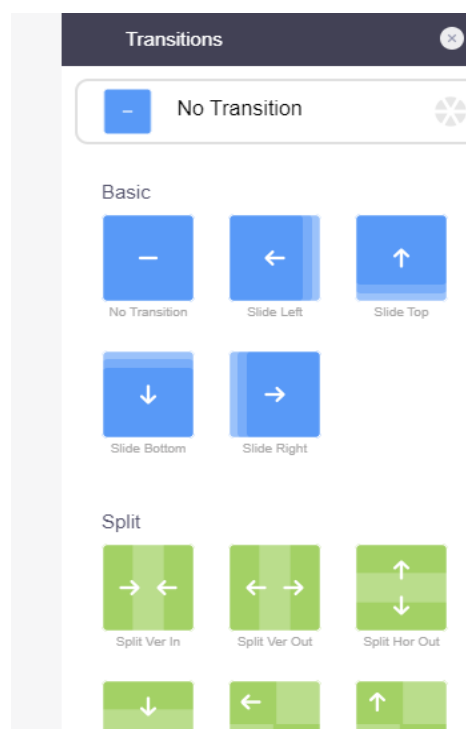 Transitions
No Transition
Basic
No Transition
Slide Left
Slide Top
Slide Bottom
Slide Right
Split
Split Ver In
Split Ver Out
Split Hor Out